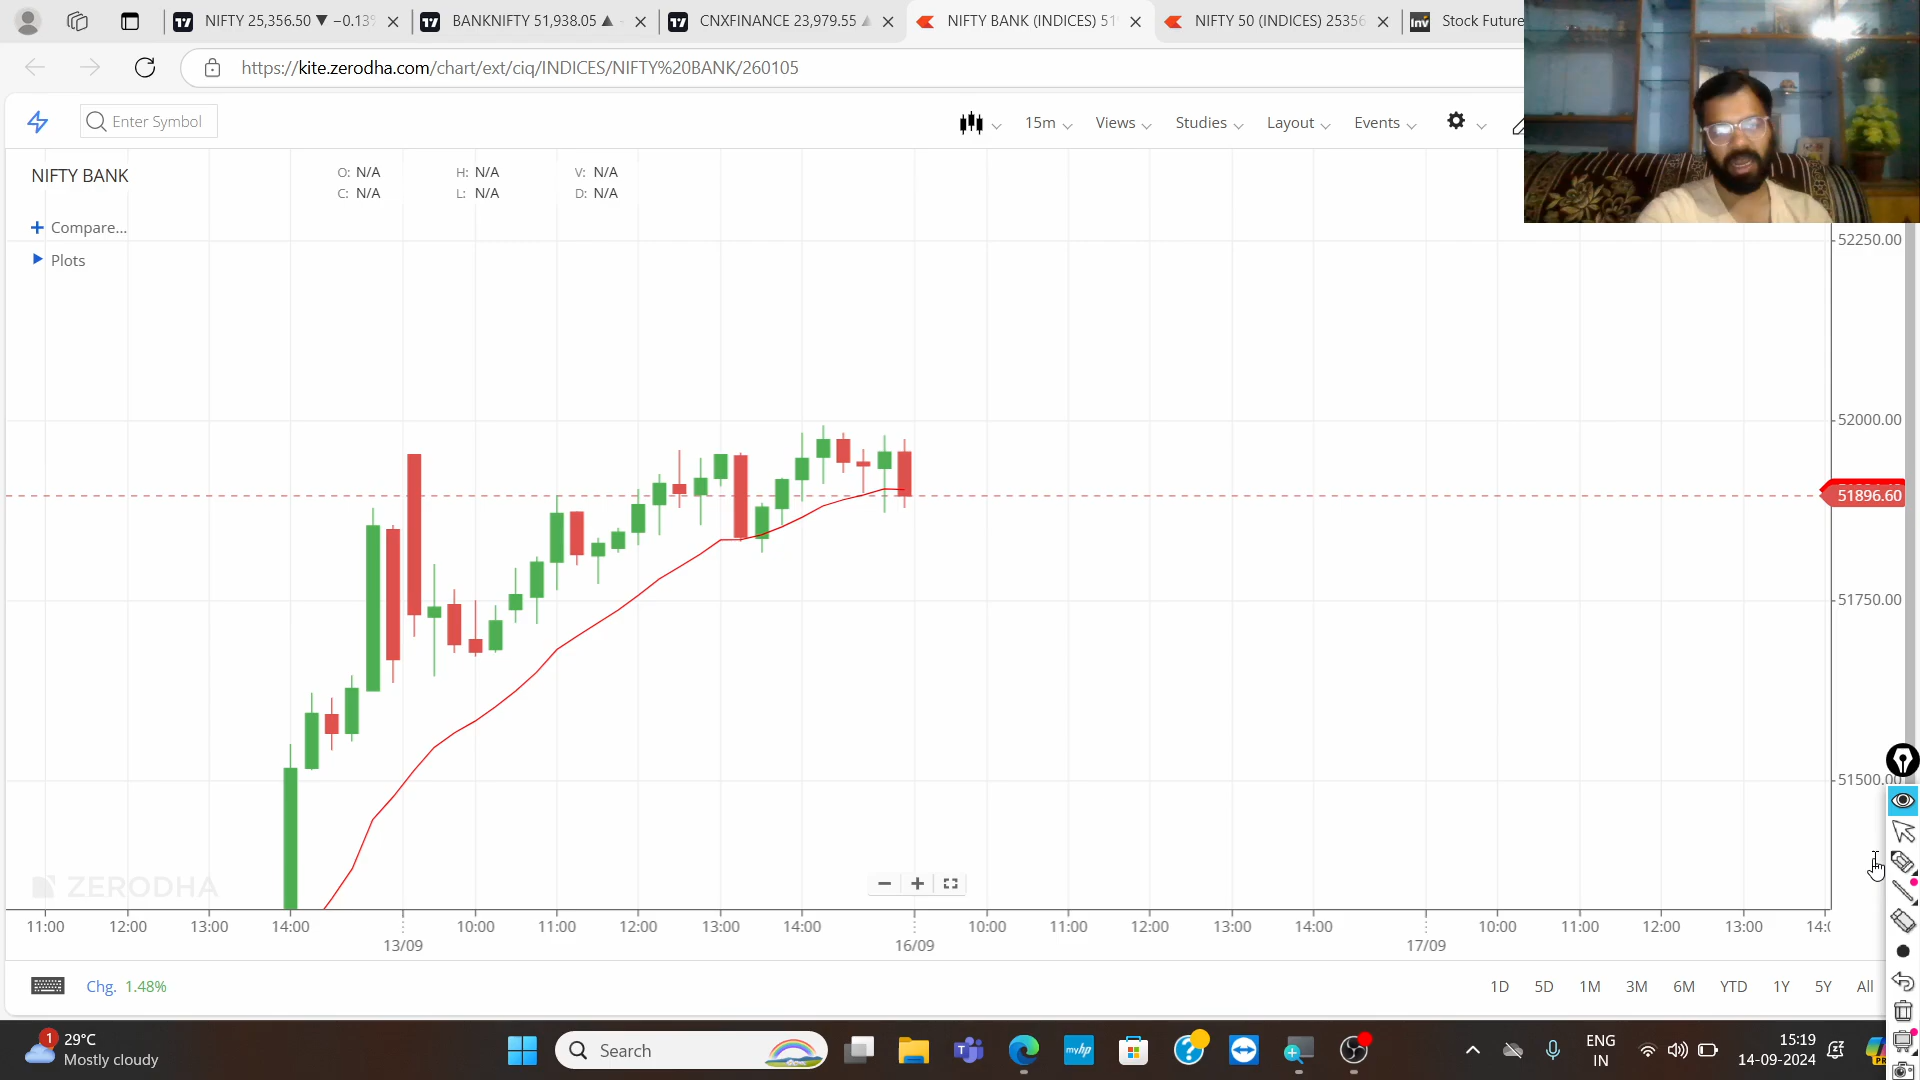 NIFTY 25,356.50 ▼ −0.13%
BANKNIFTY 51,938.05 ▲
CNXFINANCE 23,979.55 ▲
NIFTY BANK (INDICES) 51
NIFTY 50 (INDICES) 25356
Stock Future
https://kite.zerodha.com/chart/ext/ciq/INDICES/NIFTY%20BANK/260105
Enter Symbol
15m
Views
Studies
Layout
Events
NIFTY BANK
O: N/A H: N/A V: N/A
C: N/A L: N/A D: N/A
+ Compare...
Plots
52250.00
52000.00
51896.60
51750.00
51500.00
ZERODHA
11:00 12:00 13:00 14:00 10:00 11:00 12:00 13:00 14:00 10:00 11:00 12:00 13:00 14:00 10:00 11:00 12:00 13:00
13/09 16/09 17/09
Chg. 1.48%
1D 5D 1M 3M 6M YTD 1Y 5Y All
1
29°C
Mostly cloudy
Search
myhp
ENG
IN
15:19
14-09-2024